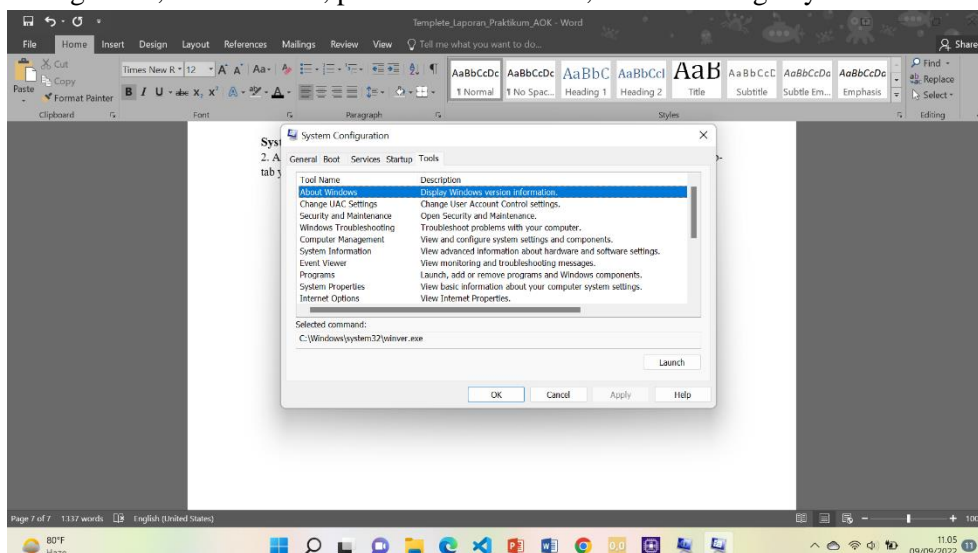 Templete_Laporan_Praktikum_AOK - Word
File Home Insert Design Layout References Mailings Review View Tell me what you want to do... Share
Cut
Copy
Format Painter
Paste
Times New R 12
AaBbCcDc AaBbCcDc AaBbC AaBbCcl AaB AaBbCcD AaBbCcDa AaBbCcDa
¶ Normal ¶ No Spac... Heading 1 Heading 2 Title Subtitle Subtle Em... Emphasis
Find
Replace
Select
Clipboard Font Paragraph Styles Editing
Syst
2. A
tab y
System Configuration
General Boot Services Startup Tools
Tool Name Description
About Windows Display Windows version information.
Change UAC Settings Change User Account Control settings.
Security and Maintenance Open Security and Maintenance.
Windows Troubleshooting Troubleshoot problems with your computer.
Computer Management View and configure system settings and components.
System Information View advanced information about hardware and software settings.
Event Viewer View monitoring and troubleshooting messages.
Programs Launch, add or remove programs and Windows components.
System Properties View basic information about your computer system settings.
Internet Options View Internet Properties.
Selected command:
C:\Windows\system32\winver.exe
Launch
OK Cancel Apply Help
Page 7 of 7 1337 words English (United States) 100
80°F
Haze
11.05
09/09/2022